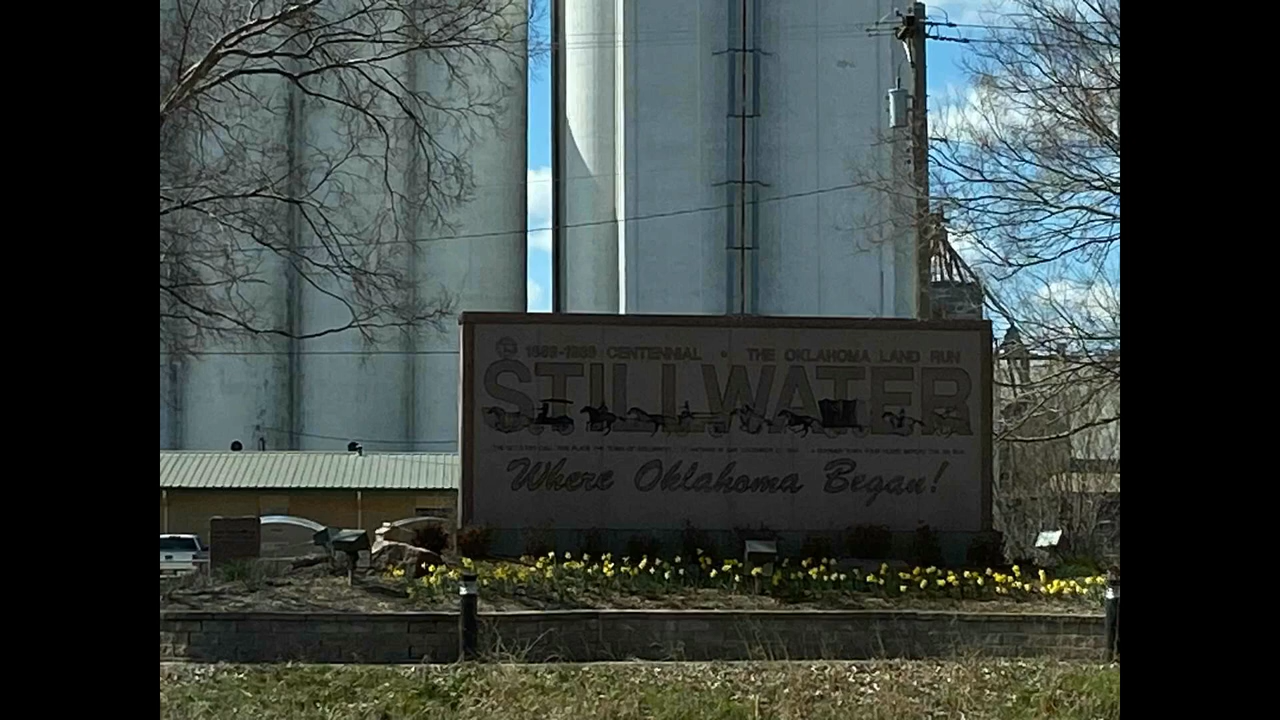 1889-1989 CENTENNIAL • THE OKLAHOMA LAND RUN
STILLWATER
Where Oklahoma Began!